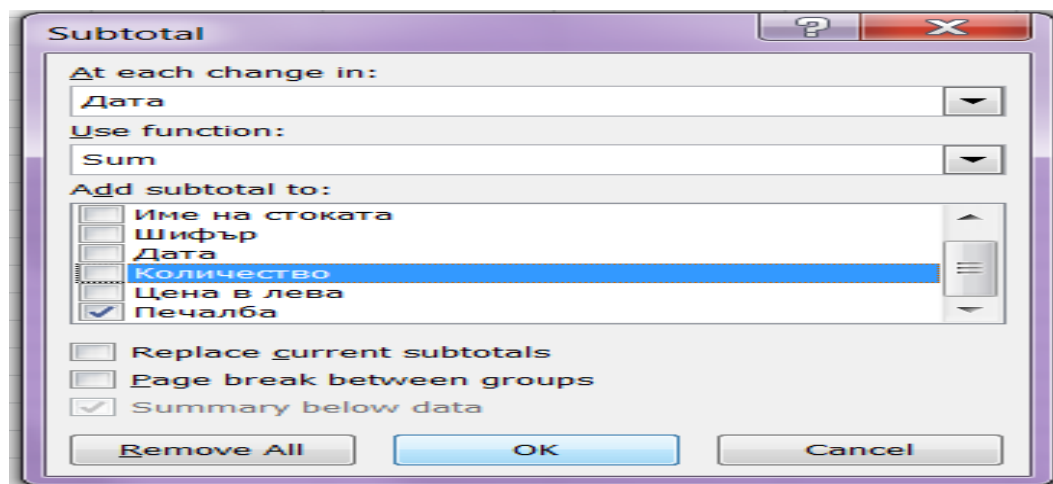 Subtotal
At each change in:
Дата
Use function:
Sum
Add subtotal to:
Име на стоката
Шифър
Дата
Количество
Цена в лева
Печалба
Replace current subtotals
Page break between groups
Summary below data
Remove All OK Cancel